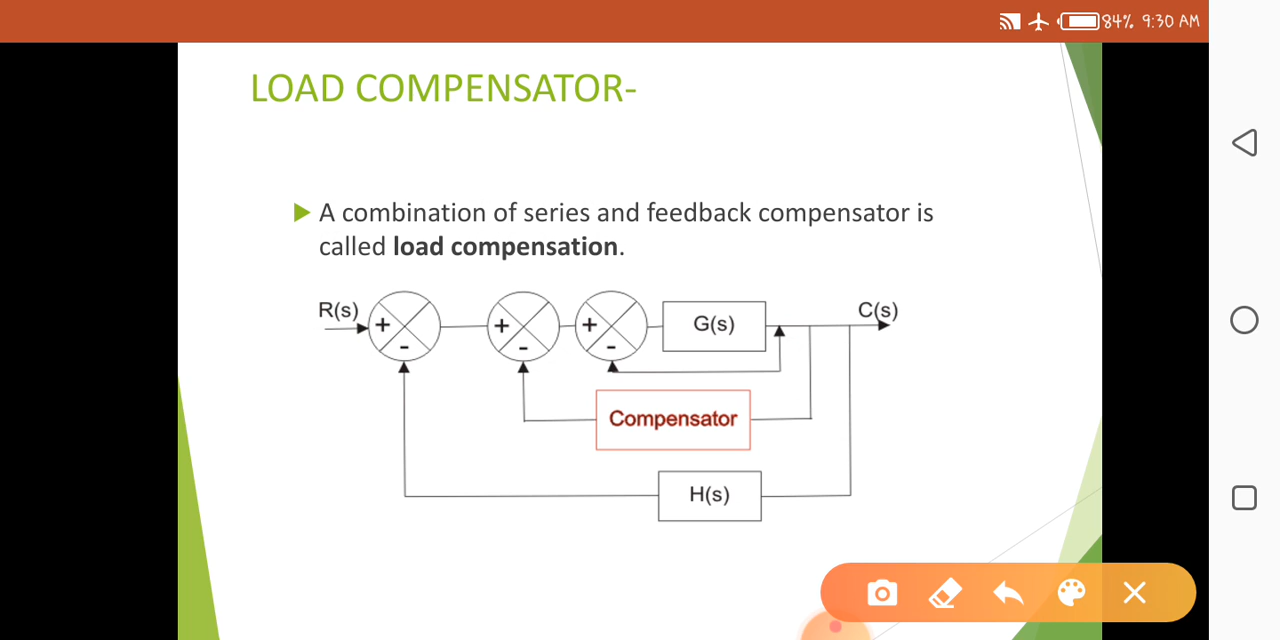 84% 9:30 AM
LOAD COMPENSATOR-
A combination of series and feedback compensator is
called load compensation.
R(s) + - + - + - G(s) C(s)
Compensator
H(s)